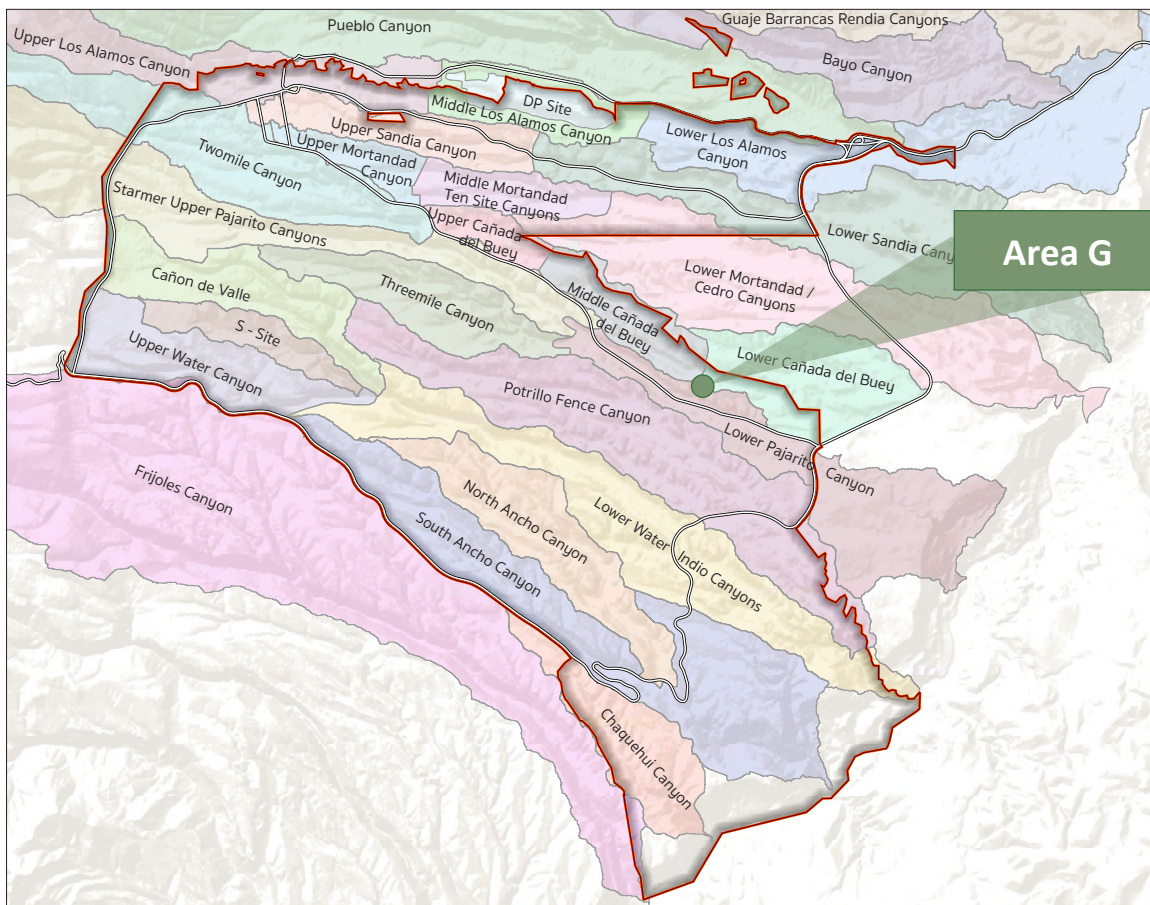 Guaje Barrancas Rendia Canyons
Pueblo Canyon
Upper Los Alamos Canyon
Bayo Canyon
DP Site
Middle Los Alamos Canyon
Upper Sandia Canyon
Lower Los Alamos
Canyon
Twomile Canyon
Upper Mortandad
Canyon
Middle Mortandad
Ten Site Canyons
Starmer Upper Pajarito Canyons
Upper Cañada
del Buey
Lower Sandia Cany
Area G
Cañon de Valle
Threemile Canyon
Middle Cañada
del Buey
Lower Mortandad /
Cedro Canyons
S - Site
Upper Water Canyon
Lower Cañada del Buey
Potrillo Fence Canyon
Lower Pajarito Canyon
Frijoles Canyon
North Ancho Canyon
South Ancho Canyon
Lower Water Indio Canyons
Chaquehui Canyon